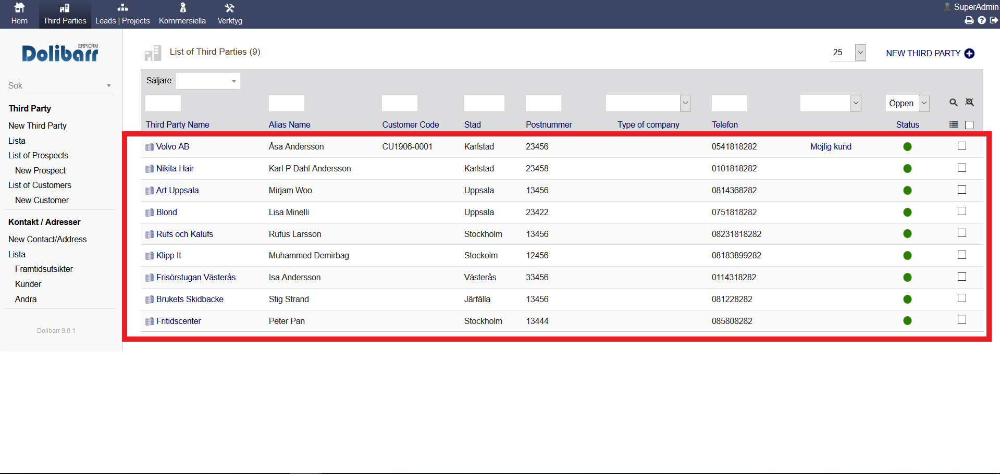 Hem
Third Parties
Leads | Projects
Kommersiella
Verktyg
SuperAdmin
Dolibarr ERP/CRM
Sök
Third Party
New Third Party
Lista
List of Prospects
New Prospect
List of Customers
New Customer
Kontakt / Adresser
New Contact/Address
Lista
Framtidsutsikter
Kunder
Andra
Dolibarr 9.0.1
List of Third Parties (9)
25
NEW THIRD PARTY
Säljare:
Öppen
Third Party Name Alias Name Customer Code Stad Postnummer Type of company Telefon Status
Volvo AB Åsa Andersson CU1906-0001 Karlstad 23456 0541818282 Möjlig kund
Nikita Hair Karl P Dahl Andersson Karlstad 23458 0101818282
Art Uppsala Mirjam Woo Uppsala 13456 0814368282
Blond Lisa Minelli Uppsala 23422 0751818282
Rufs och Kalufs Rufus Larsson Stockholm 13456 08231818282
Klipp It Muhammed Demirbag Stockolm 12456 08183899282
Frisörstugan Västerås Isa Andersson Västerås 33456 0114318282
Brukets Skidbacke Stig Strand Järfälla 13456 081228282
Fritidscenter Peter Pan Stockholm 13444 085808282